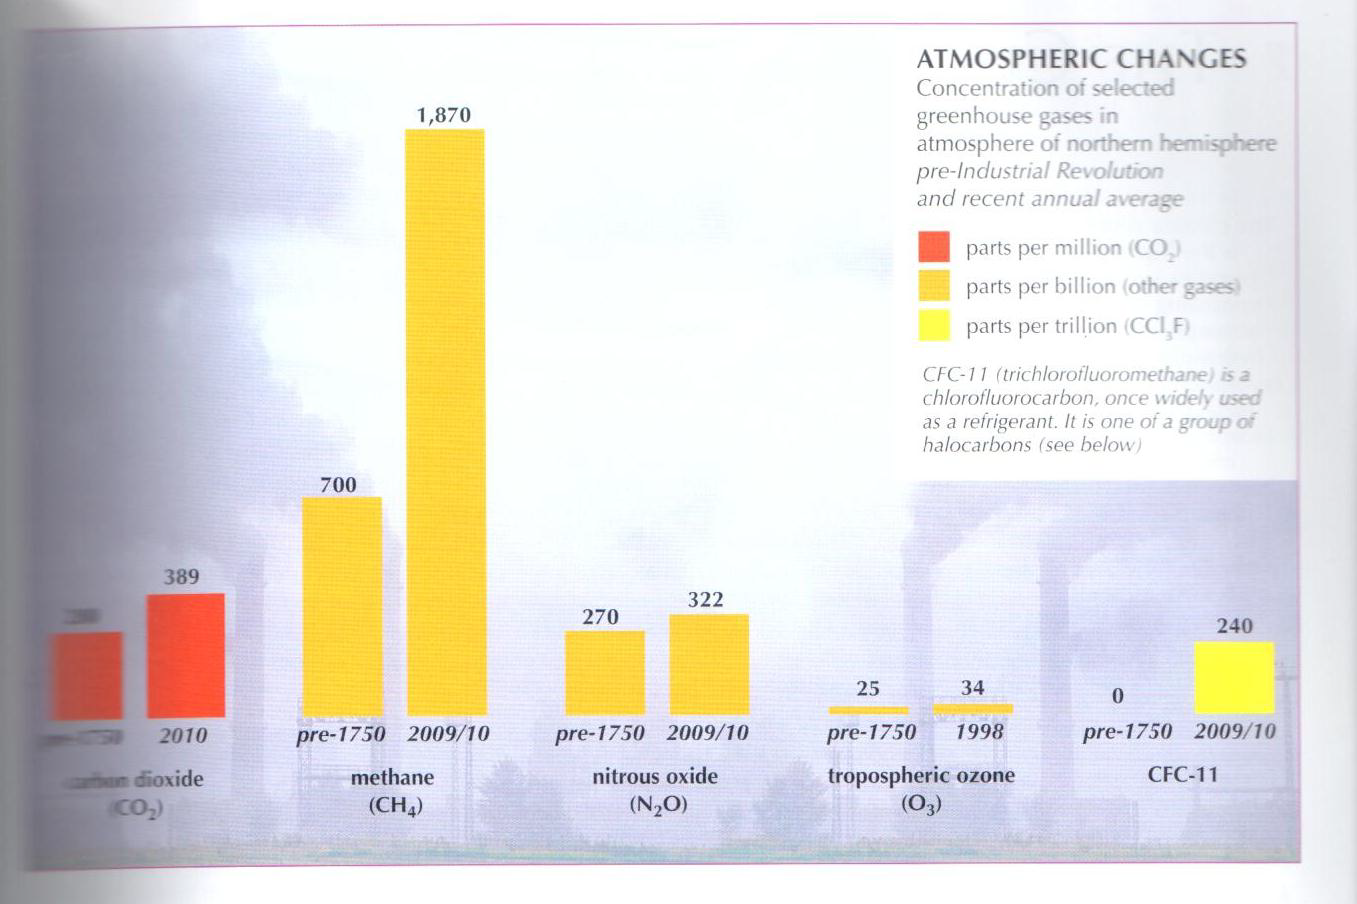 ATMOSPHERIC CHANGES
Concentration of selected
greenhouse gases in
atmosphere of northern hemisphere
pre-Industrial Revolution
and recent annual average
parts per million (CO₂)
parts per billion (other gases)
parts per trillion (CCl₃F)
CFC-11 (trichlorofluoromethane) is a
chlorofluorocarbon, once widely used
as a refrigerant. It is one of a group of
halocarbons (see below)
1,870
700
389
280
270
322
25
34
0
240
pre-1750 2010 pre-1750 2009/10 pre-1750 2009/10 pre-1750 1998 pre-1750 2009/10
carbon dioxide methane nitrous oxide tropospheric ozone CFC-11
(CO₂) (CH₄) (N₂O) (O₃)